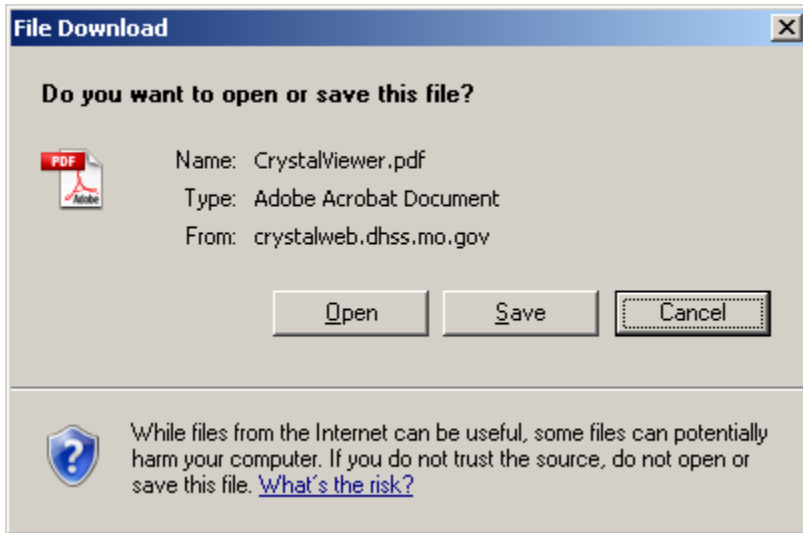 File Download
Do you want to open or save this file?
PDF
Adobe
Name: CrystalViewer.pdf
Type: Adobe Acrobat Document
From: crystalweb.dhss.mo.gov
Open Save Cancel
While files from the Internet can be useful, some files can potentially
harm your computer. If you do not trust the source, do not open or
save this file. What's the risk?